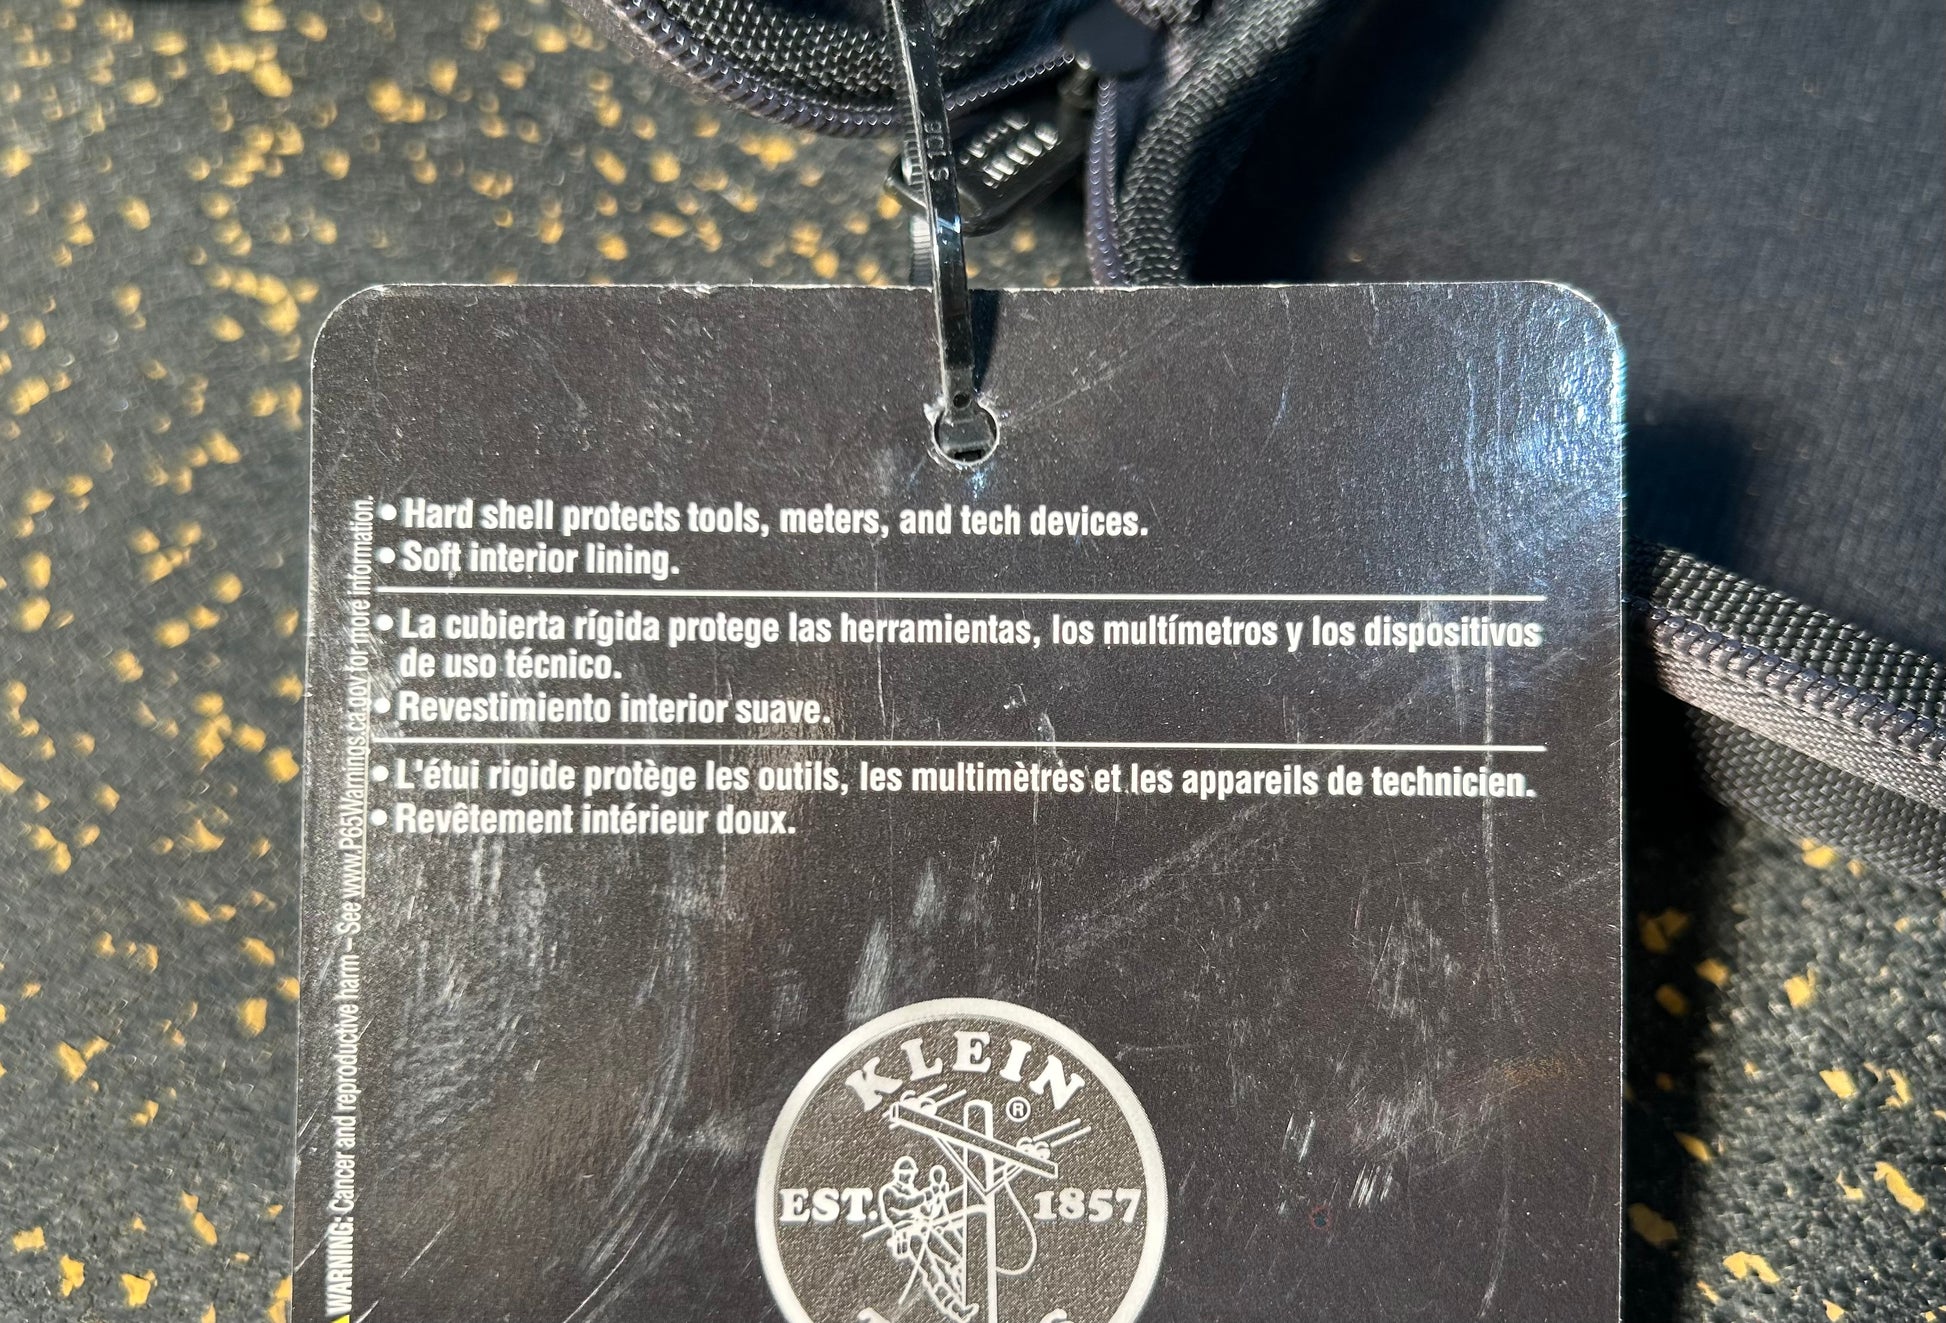 • Hard shell protects tools, meters, and tech devices.
• Soft interior lining.
• La cubierta rígida protege las herramientas, los multímetros y los dispositivos
de uso técnico.
• Revestimiento interior suave.
• L'étui rigide protège les outils, les multimètres et les appareils de technicien.
• Revêtement intérieur doux.
WARNING: Cancer and reproductive harm – See www.P65Warnings.ca.gov for more information.
KLEIN
®
EST. 1857